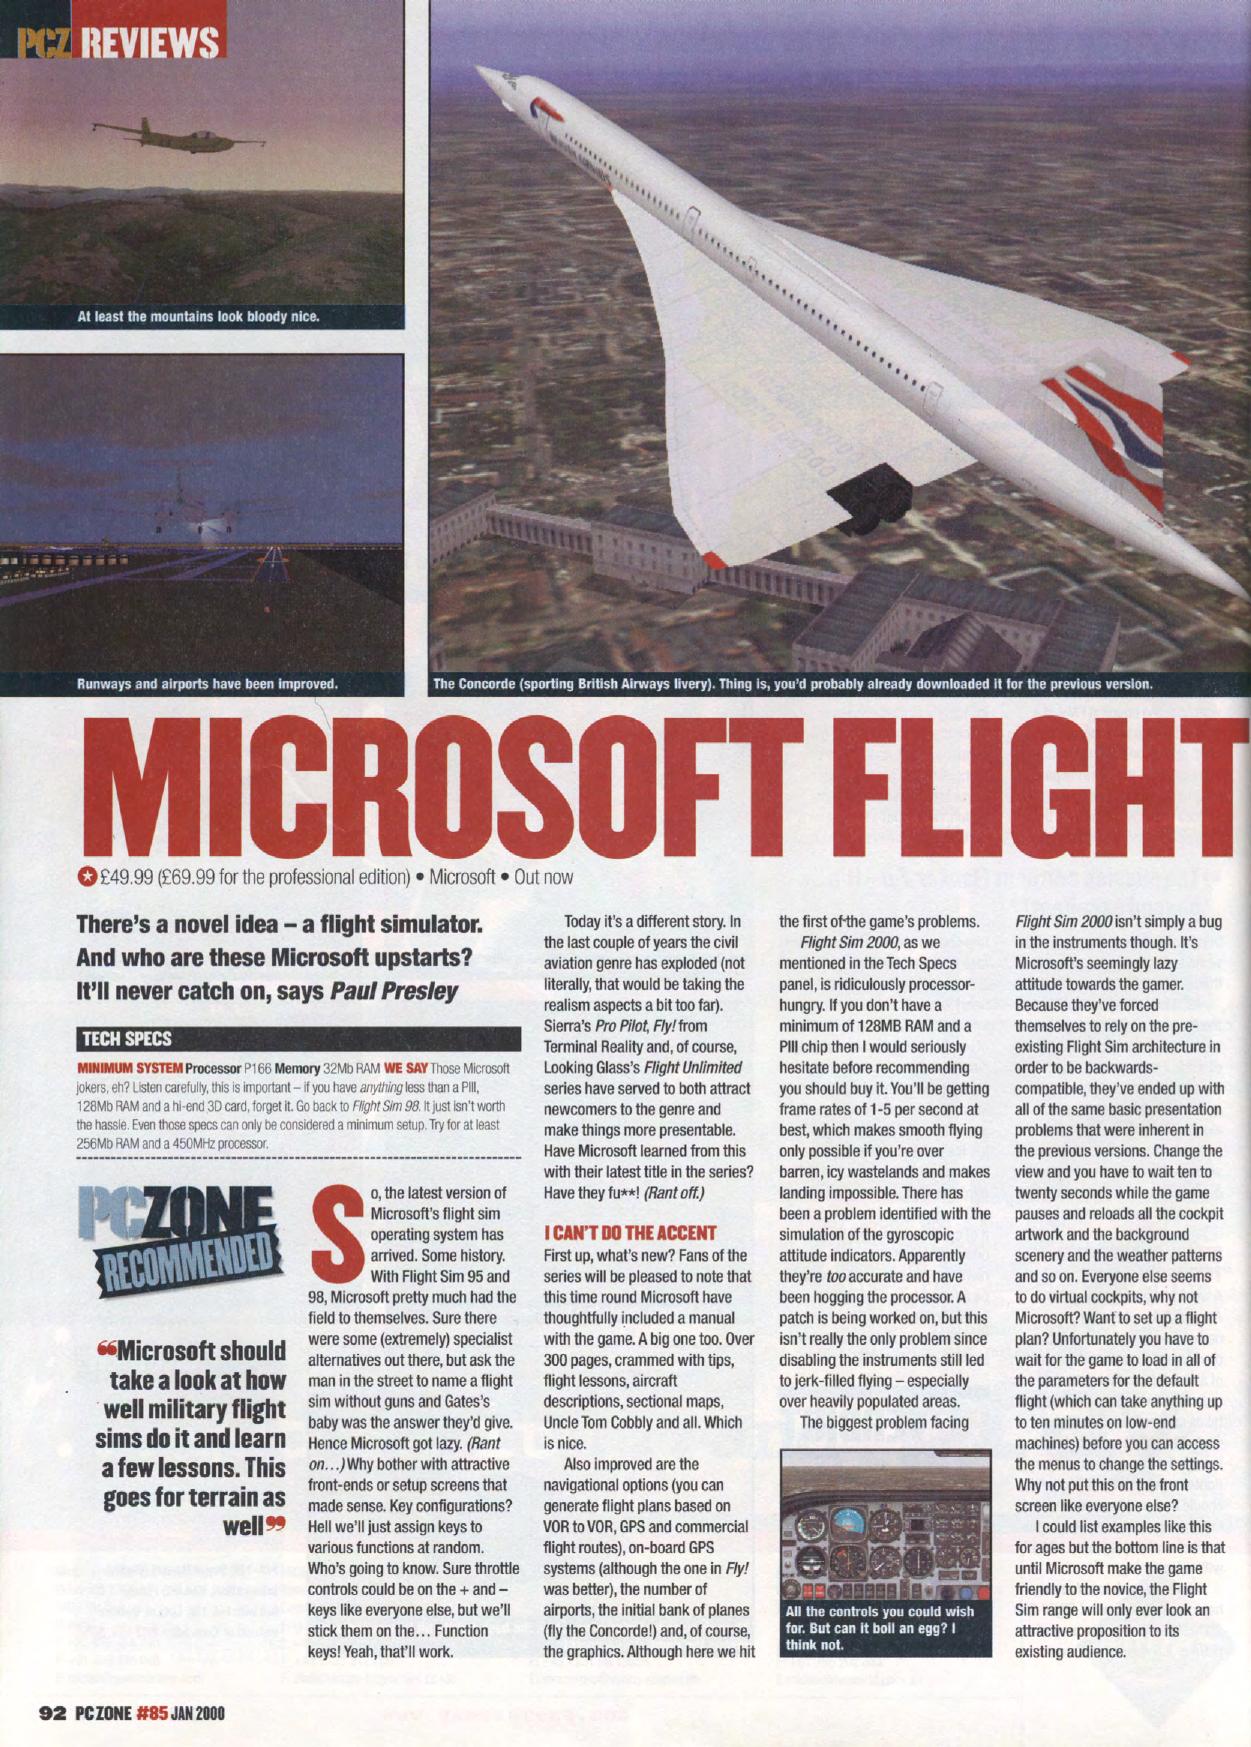 PCZ REVIEWS
At least the mountains look bloody nice.
Runways and airports have been improved.
The Concorde (sporting British Airways livery). Thing is, you'd probably already downloaded it for the previous version.
MICROSOFT FLIGHT
£49.99 (£69.99 for the professional edition) • Microsoft • Out now
There's a novel idea – a flight simulator.
And who are these Microsoft upstarts?
It'll never catch on, says Paul Presley
TECH SPECS
MINIMUM SYSTEM Processor P166 Memory 32Mb RAM WE SAY Those Microsoft
jokers, eh? Listen carefully, this is important – if you have anything less than a PIII,
128Mb RAM and a hi-end 3D card, forget it. Go back to Flight Sim 98. It just isn't worth
the hassle. Even those specs can only be considered a minimum setup. Try for at least
256Mb RAM and a 450MHz processor.
PCZONE
RECOMMENDED
“Microsoft should
take a look at how
well military flight
sims do it and learn
a few lessons. This
goes for terrain as
well”
So, the latest version of
Microsoft's flight sim
operating system has
arrived. Some history.
With Flight Sim 95 and
98, Microsoft pretty much had the
field to themselves. Sure there
were some (extremely) specialist
alternatives out there, but ask the
man in the street to name a flight
sim without guns and Gates's
baby was the answer they'd give.
Hence Microsoft got lazy. (Rant
on...) Why bother with attractive
front-ends or setup screens that
made sense. Key configurations?
Hell we'll just assign keys to
various functions at random.
Who's going to know. Sure throttle
controls could be on the + and –
keys like everyone else, but we'll
stick them on the... Function
keys! Yeah, that'll work.
Today it's a different story. In
the last couple of years the civil
aviation genre has exploded (not
literally, that would be taking the
realism aspects a bit too far).
Sierra's Pro Pilot, Fly! from
Terminal Reality and, of course,
Looking Glass's Flight Unlimited
series have served to both attract
newcomers to the genre and
make things more presentable.
Have Microsoft learned from this
with their latest title in the series?
Have they fu**! (Rant off.)
I CAN'T DO THE ACCENT
First up, what's new? Fans of the
series will be pleased to note that
this time round Microsoft have
thoughtfully included a manual
with the game. A big one too. Over
300 pages, crammed with tips,
flight lessons, aircraft
descriptions, sectional maps,
Uncle Tom Cobbly and all. Which
is nice.
Also improved are the
navigational options (you can
generate flight plans based on
VOR to VOR, GPS and commercial
flight routes), on-board GPS
systems (although the one in Fly!
was better), the number of
airports, the initial bank of planes
(fly the Concorde!) and, of course,
the graphics. Although here we hit
the first of the game's problems.
Flight Sim 2000, as we
mentioned in the Tech Specs
panel, is ridiculously processor-
hungry. If you don't have a
minimum of 128MB RAM and a
PIII chip then I would seriously
hesitate before recommending
you should buy it. You'll be getting
frame rates of 1-5 per second at
best, which makes smooth flying
only possible if you're over
barren, icy wastelands and makes
landing impossible. There has
been a problem identified with the
simulation of the gyroscopic
attitude indicators. Apparently
they're too accurate and have
been hogging the processor. A
patch is being worked on, but this
isn't really the only problem since
disabling the instruments still led
to jerk-filled flying – especially
over heavily populated areas.
The biggest problem facing
All the controls you could wish
for. But can it boil an egg? I
think not.
Flight Sim 2000 isn't simply a bug
in the instruments though. It's
Microsoft's seemingly lazy
attitude towards the gamer.
Because they've forced
themselves to rely on the pre-
existing Flight Sim architecture in
order to be backwards-
compatible, they've ended up with
all of the same basic presentation
problems that were inherent in
the previous versions. Change the
view and you have to wait ten to
twenty seconds while the game
pauses and reloads all the cockpit
artwork and the background
scenery and the weather patterns
and so on. Everyone else seems
to do virtual cockpits, why not
Microsoft? Want to set up a flight
plan? Unfortunately you have to
wait for the game to load in all of
the parameters for the default
flight (which can take anything up
to ten minutes on low-end
machines) before you can access
the menus to change the settings.
Why not put this on the front
screen like everyone else?
I could list examples like this
for ages but the bottom line is that
until Microsoft make the game
friendly to the novice, the Flight
Sim range will only ever look an
attractive proposition to its
existing audience.
92 PCZONE #85 JAN 2000